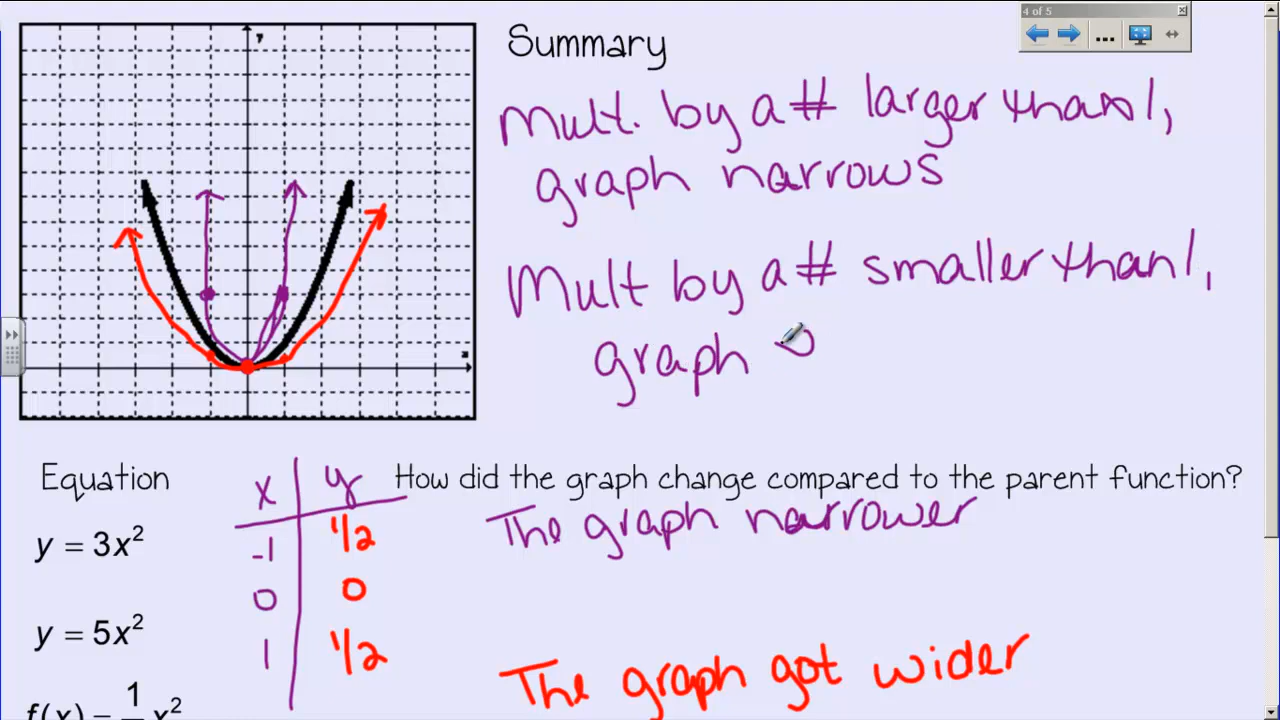 4 of 5
y
Summary
Mult. by a # larger than 1,
graph narrows
Mult by a # smaller than 1,
graph
x
Equation
x y
How did the graph change compared to the parent function?
-1 1/2
The graph narrower
y = 3x²
0 0
y = 5x²
1 1/2
The graph got wider
f(x) = 1 x²